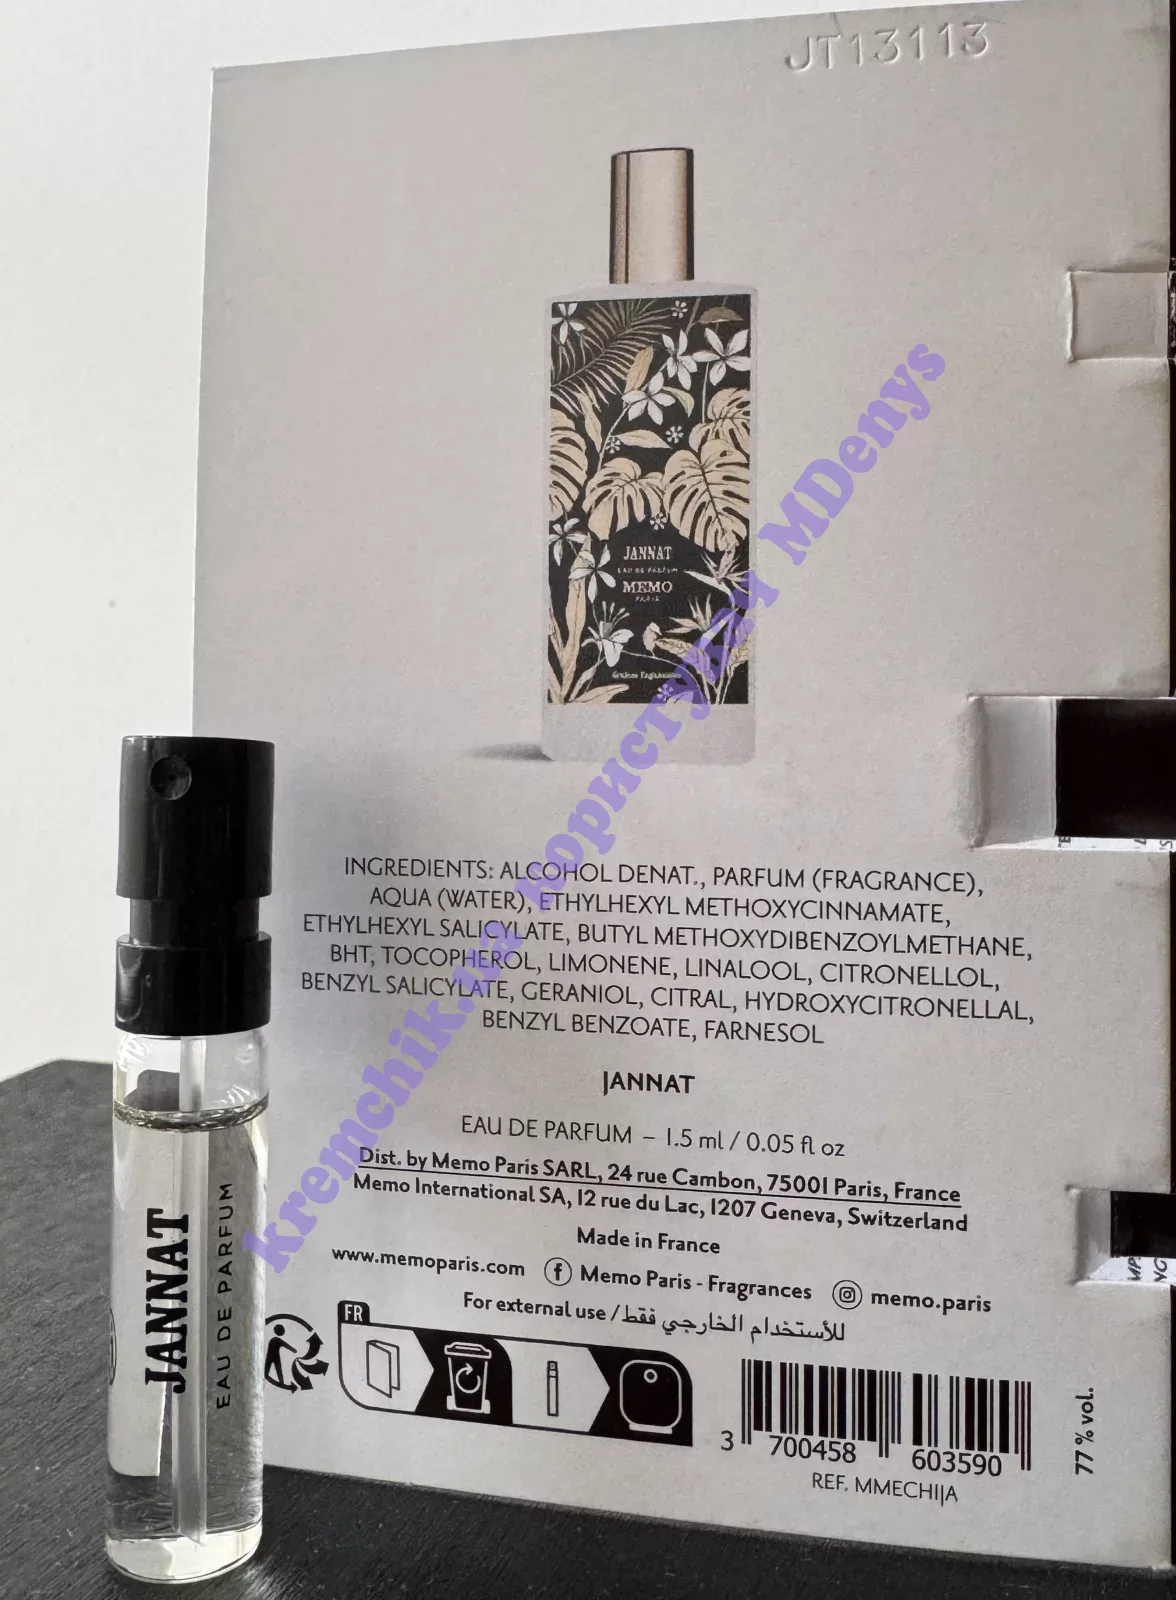 JT13113
JANNAT
EAU DE PARFUM
MEMO
PARIS
INGREDIENTS: ALCOHOL DENAT., PARFUM (FRAGRANCE),
AQUA (WATER), ETHYLHEXYL METHOXYCINNAMATE,
ETHYLHEXYL SALICYLATE, BUTYL METHOXYDIBENZOYLMETHANE,
BHT, TOCOPHEROL, LIMONENE, LINALOOL, CITRONELLOL,
BENZYL SALICYLATE, GERANIOL, CITRAL, HYDROXYCITRONELLAL,
BENZYL BENZOATE, FARNESOL
JANNAT
EAU DE PARFUM – 1.5 ml / 0.05 fl oz
Dist. by Memo Paris SARL, 24 rue Cambon, 75001 Paris, France
Memo International SA, 12 rue du Lac, 1207 Geneva, Switzerland
Made in France
www.memoparis.com Memo Paris - Fragrances memo.paris
For external use / للأستخدام الخارجي فقط
FR
3 700458 603590
REF. MMECHIJA
77 % vol.
JANNAT
EAU DE PARFUM
kremchik.ua користувач MDenys